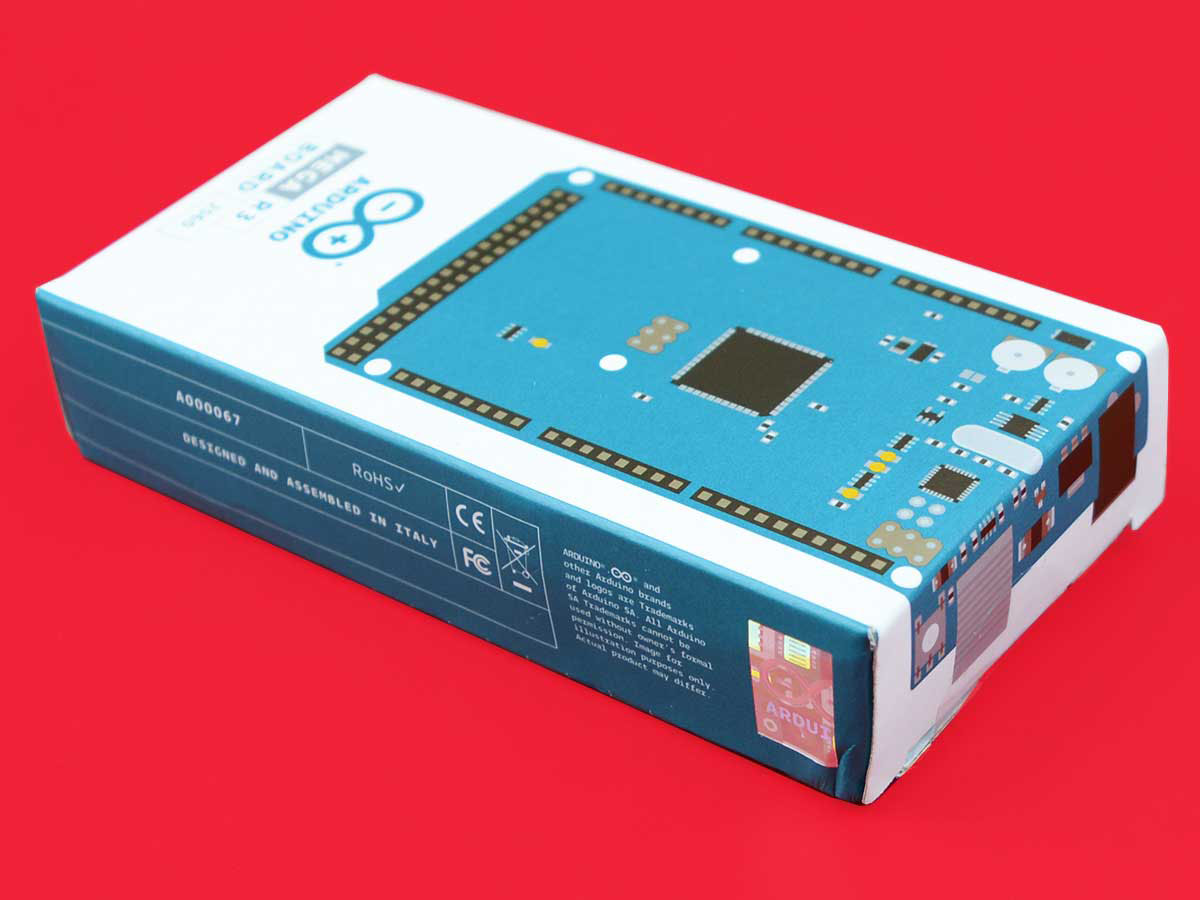 ARDUINO
MEGA R3
BOARD
2560
A000067
RoHS✓
CE
FC
DESIGNED AND ASSEMBLED IN ITALY
ARDUINO® ® and
other Arduino brands
and logos are Trademarks
of Arduino SA. All Arduino
SA Trademarks cannot be
used without owner's formal
permission. Image for
illustration purposes only
Actual product may differ.
ARDUI